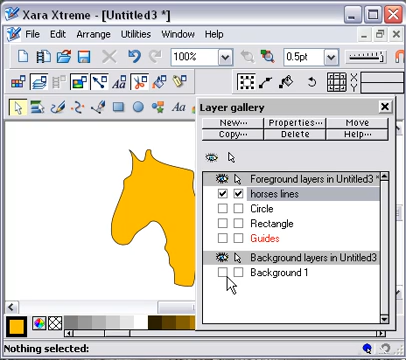 Xara Xtreme - [Untitled3 *]
File Edit Arrange Utilities Window
100% 0.5pt
Layer gallery
New... Properties... Move
Copy... Delete Help...
Foreground layers in Untitled3 *
horses lines
Circle
Rectangle
Guides
Background layers in Untitled3
Background 1
Nothing selected: